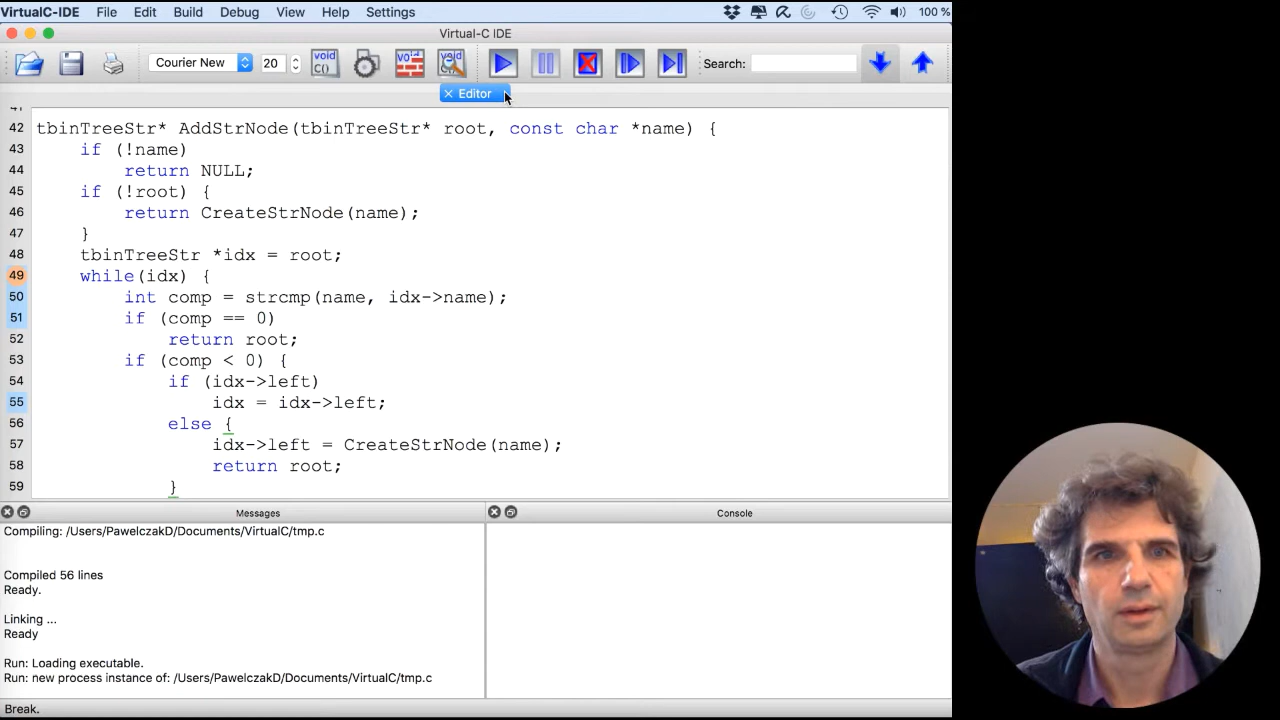 VirtualC-IDE File Edit Build Debug View Help Settings 100 %
Virtual-C IDE
Courier New 20 void C() void void C() Search:
× Editor
41
42 tbinTreeStr* AddStrNode(tbinTreeStr* root, const char *name) {
43 if (!name)
44 return NULL;
45 if (!root) {
46 return CreateStrNode(name);
47 }
48 tbinTreeStr *idx = root;
49 while(idx) {
50 int comp = strcmp(name, idx->name);
51 if (comp == 0)
52 return root;
53 if (comp < 0) {
54 if (idx->left)
55 idx = idx->left;
56 else {
57 idx->left = CreateStrNode(name);
58 return root;
59 }
Messages
Console
Compiling: /Users/PawelczakD/Documents/VirtualC/tmp.c
Compiled 56 lines
Ready.
Linking ...
Ready
Run: Loading executable.
Run: new process instance of: /Users/PawelczakD/Documents/VirtualC/tmp.c
Break.